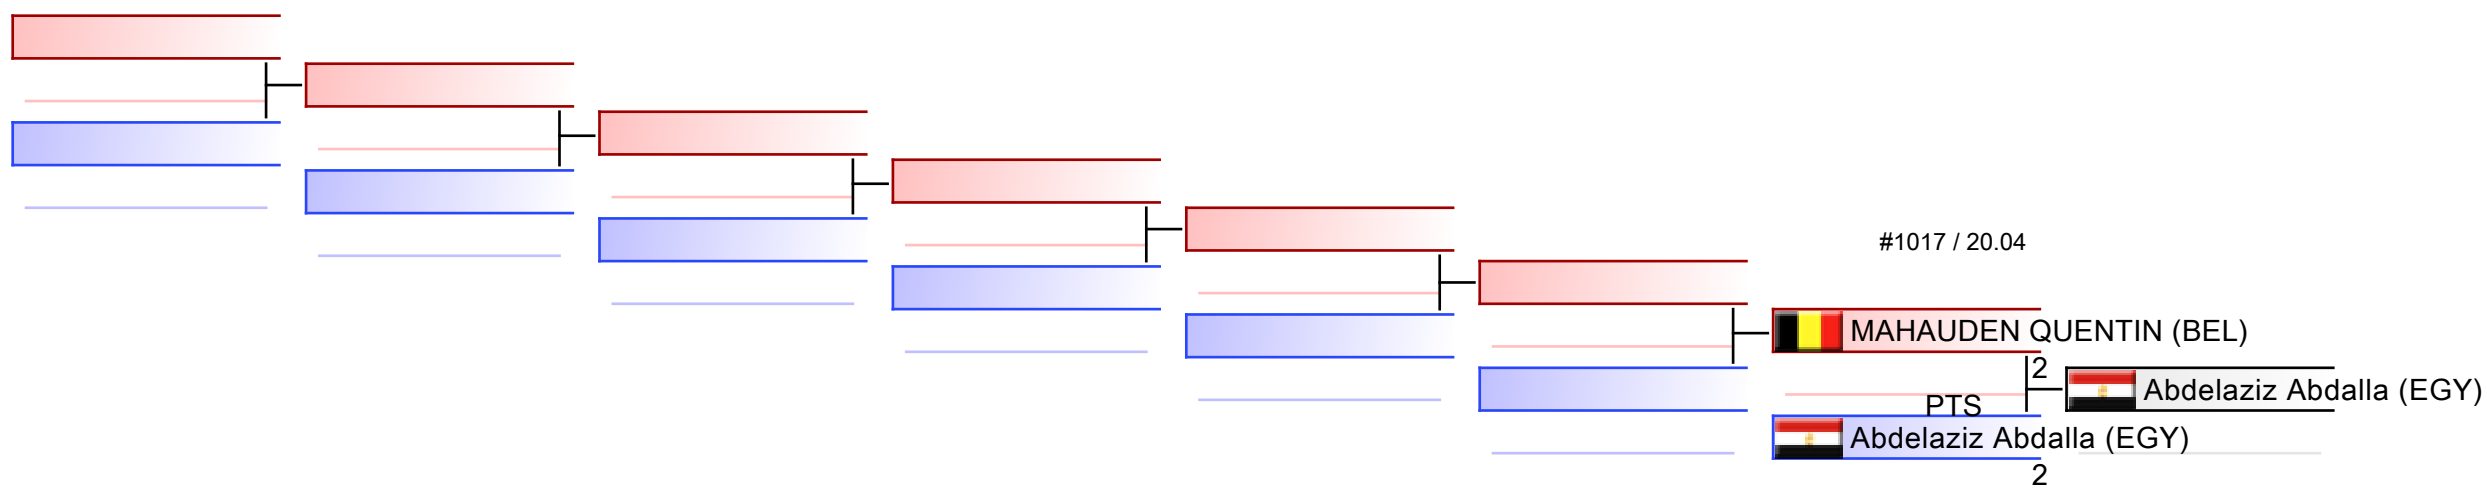 #1017 / 20.04
MAHAUDEN QUENTIN (BEL)
2
Abdelaziz Abdalla (EGY)
PTS
Abdelaziz Abdalla (EGY)
2